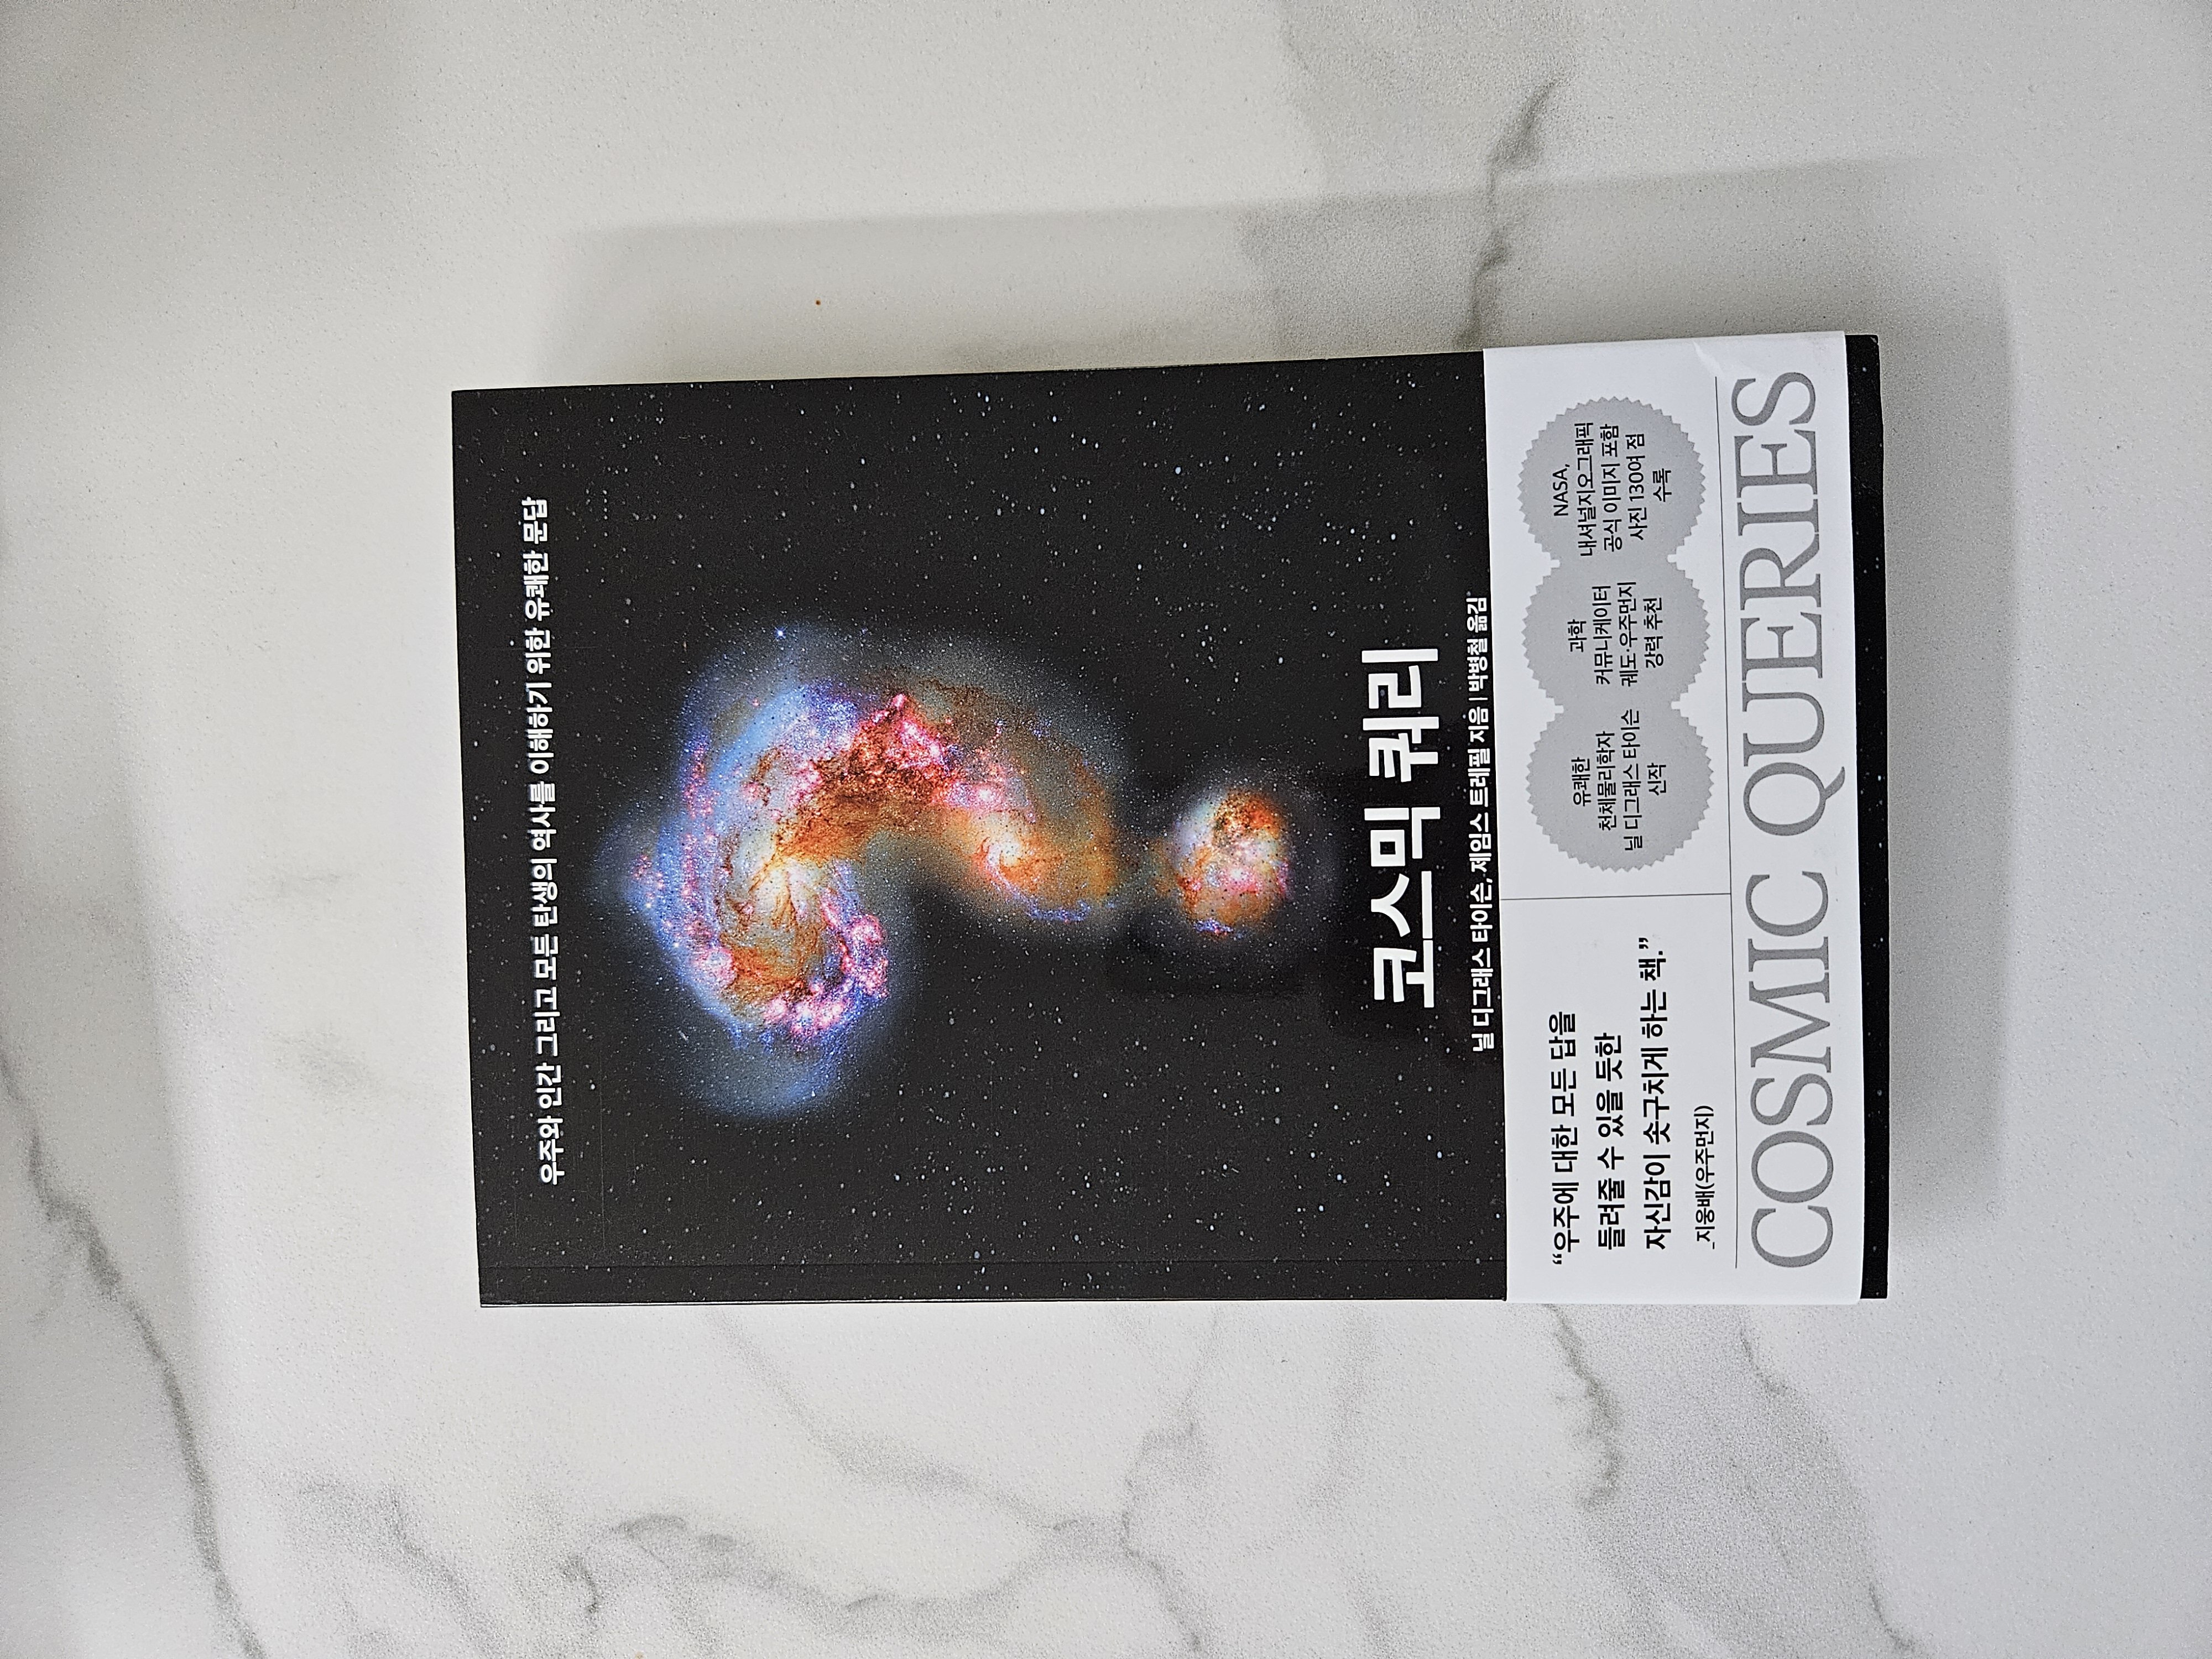 우주와 인간 그리고 모든 탄생의 역사를 이해하기 위한 유쾌한 문답
코스믹 쿼리
닐 디그래스 타이슨, 제임스 트레필 지음 | 박병철 옮김
“우주에 대한 모든 답을
들려줄 수 있을 듯한
자신감이 솟구치게 하는 책.”
_지웅배(우주먼지)
유쾌한
천체물리학자
닐 디그래스 타이슨
신작
과학
커뮤니케이터
궤도·우주먼지
강력 추천
NASA,
내셔널지오그래픽
공식 이미지 포함
사진 130여 점
수록
COSMIC QUERIES